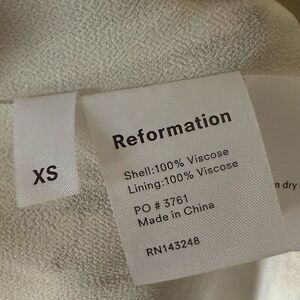 XS
Reformation
Shell:100% Viscose
Lining:100% Viscose
PO # 3761
Made in China
RN143248
dry